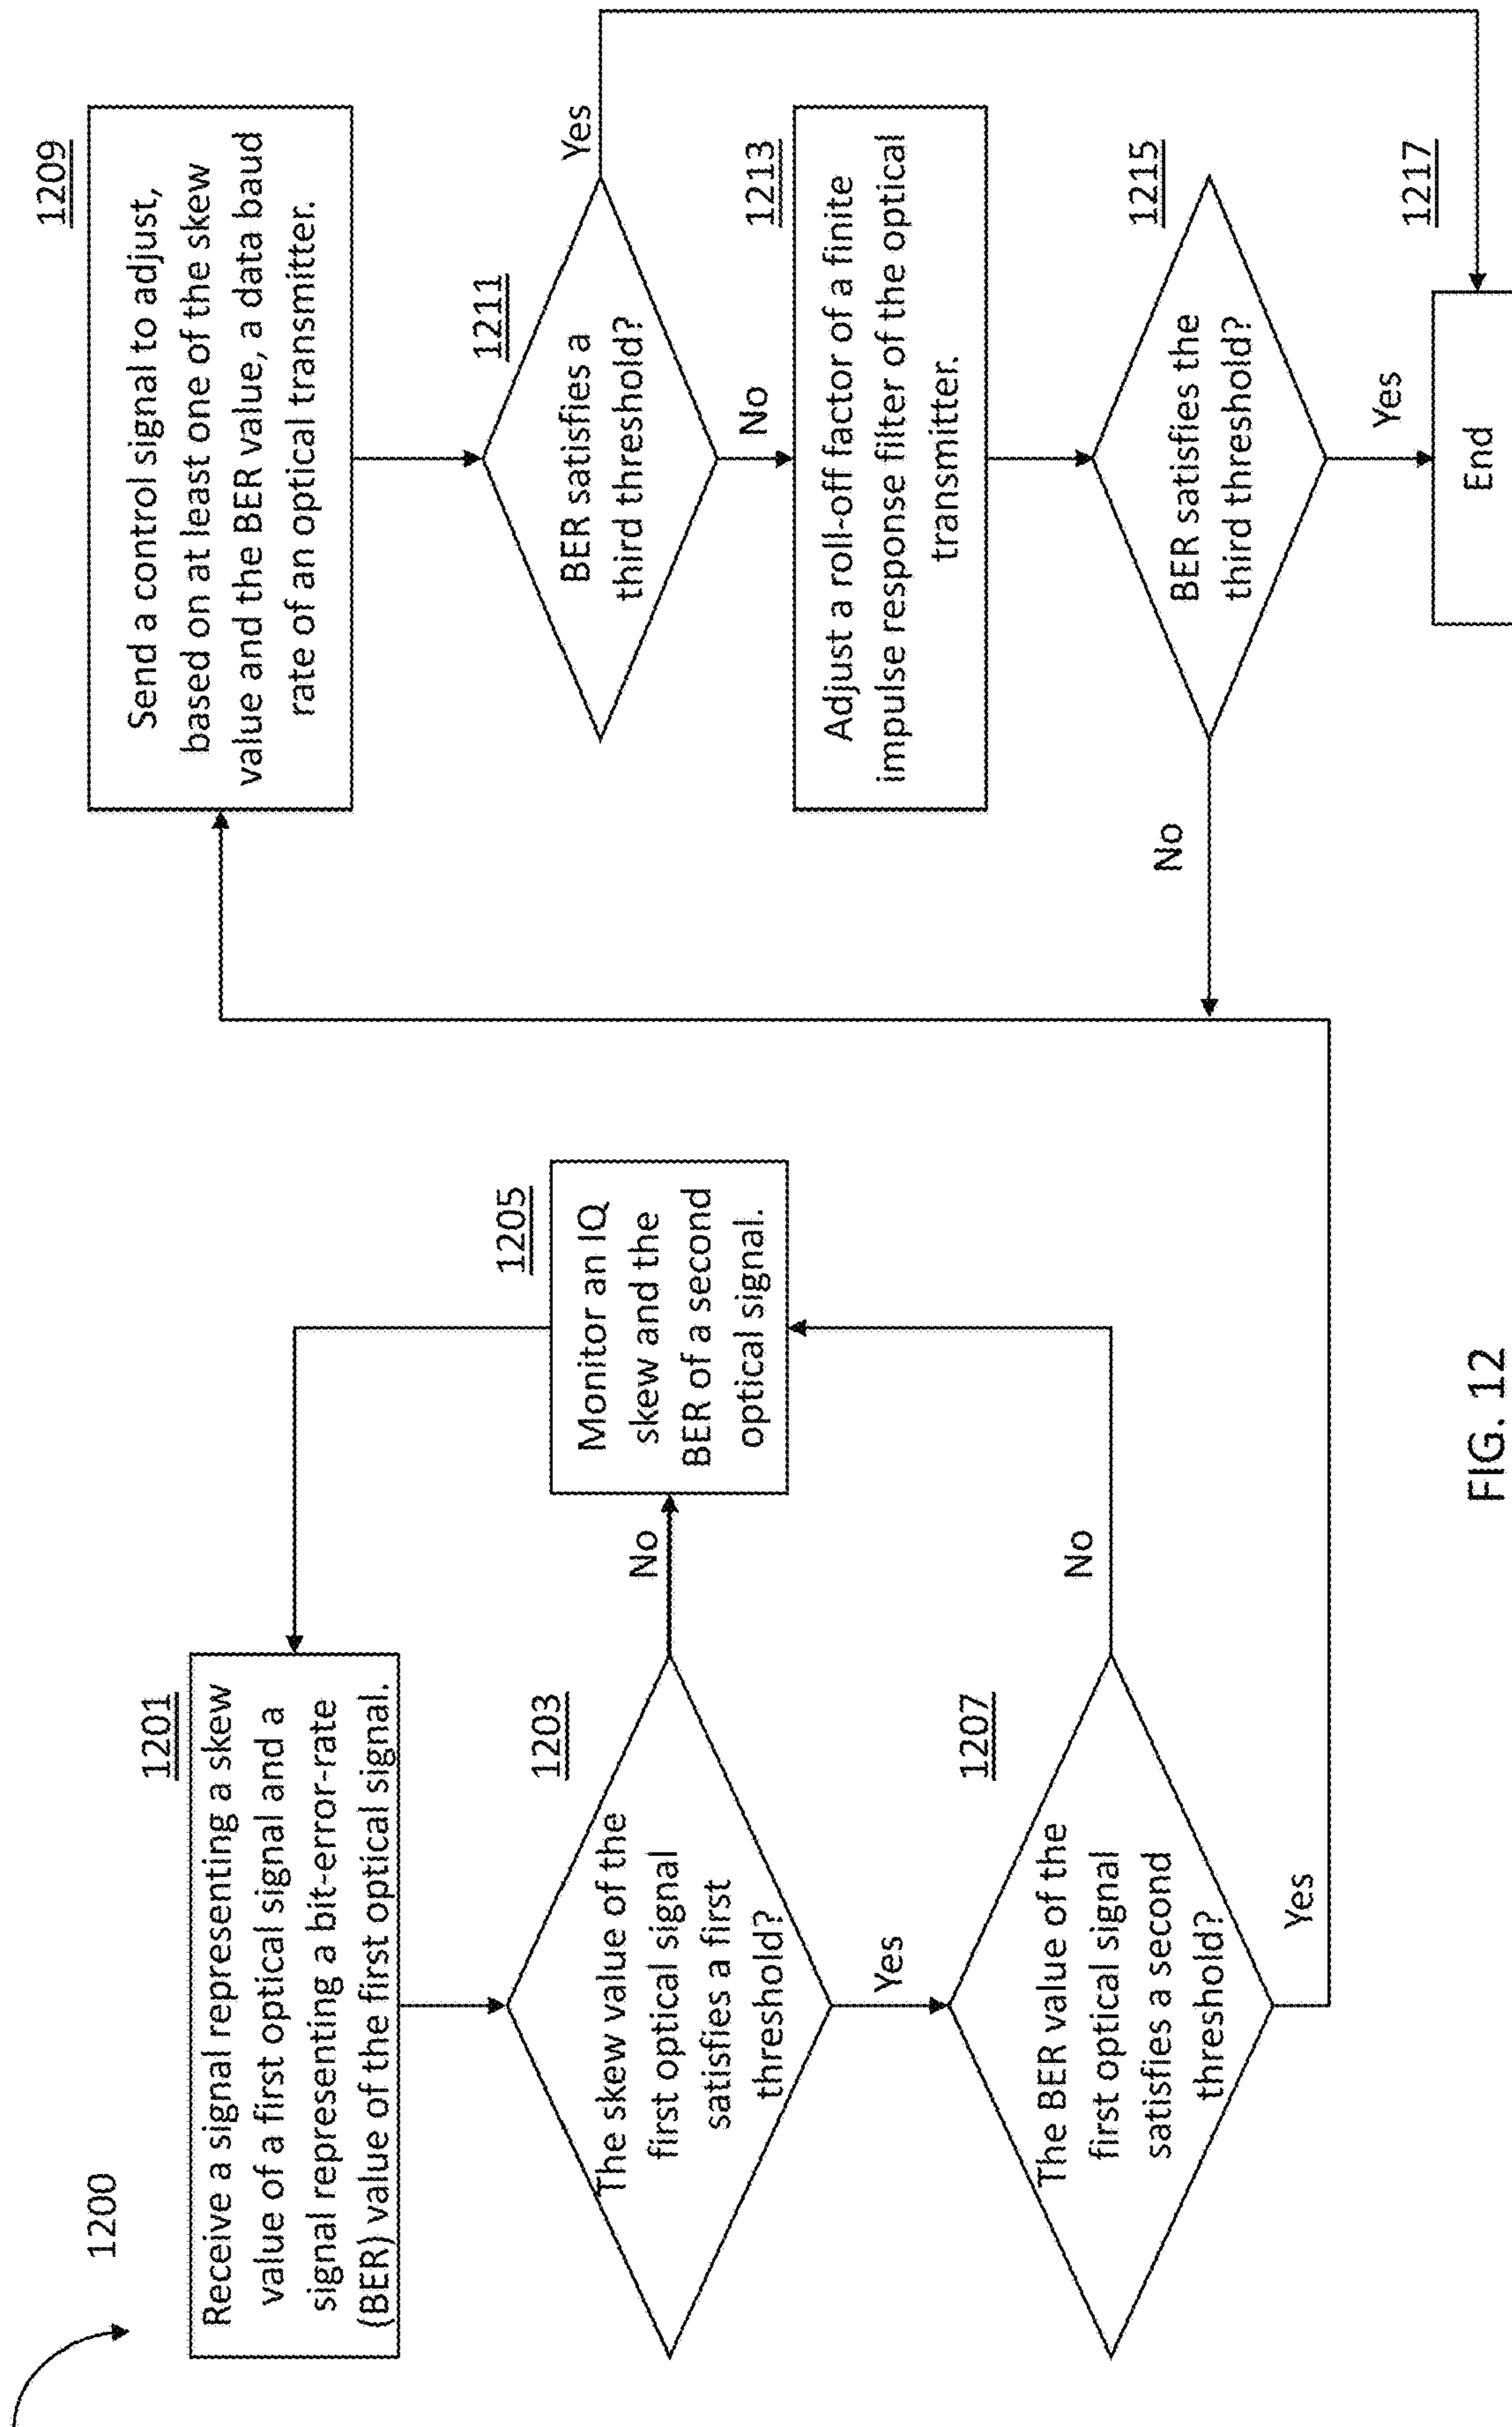 1200
1201
Receive a signal representing a skew
value of a first optical signal and a
signal representing a bit-error-rate
(BER) value of the first optical signal.
1203
The skew value of the
first optical signal
satisfies a first
threshold?
No
1205
Monitor an IQ
skew and the
BER of a second
optical signal.
Yes
1207
The BER value of the
first optical signal
satisfies a second
threshold?
No
Yes
1209
Send a control signal to adjust,
based on at least one of the skew
value and the BER value, a data baud
rate of an optical transmitter.
1211
BER satisfies a
third threshold?
Yes
No
1213
Adjust a roll-off factor of a finite
impulse response filter of the optical
transmitter.
1215
BER satisfies the
third threshold?
No
Yes
1217
End
FIG. 12